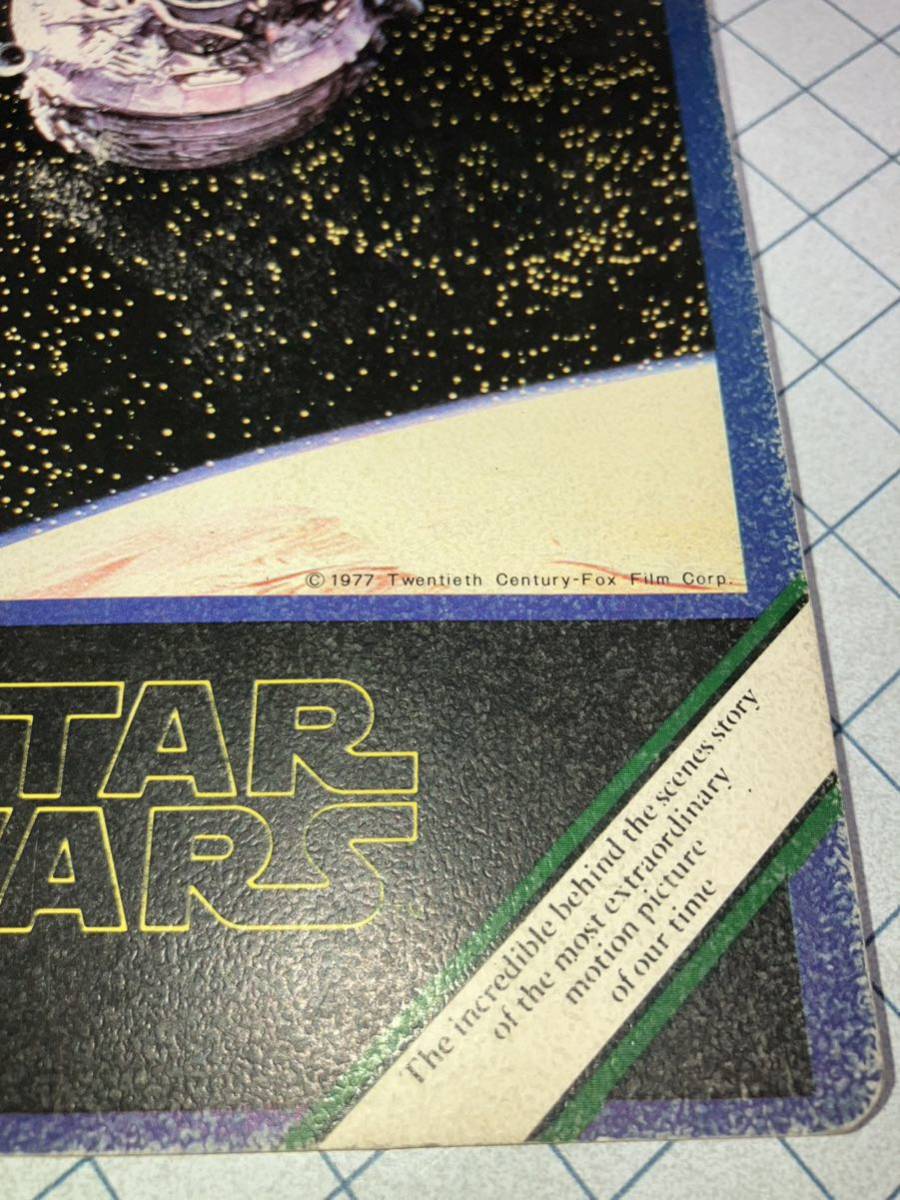 © 1977 Twentieth Century-Fox Film Corp.
TAR
WARS
The incredible behind the scenes story
of the most extraordinary
motion picture
of our time